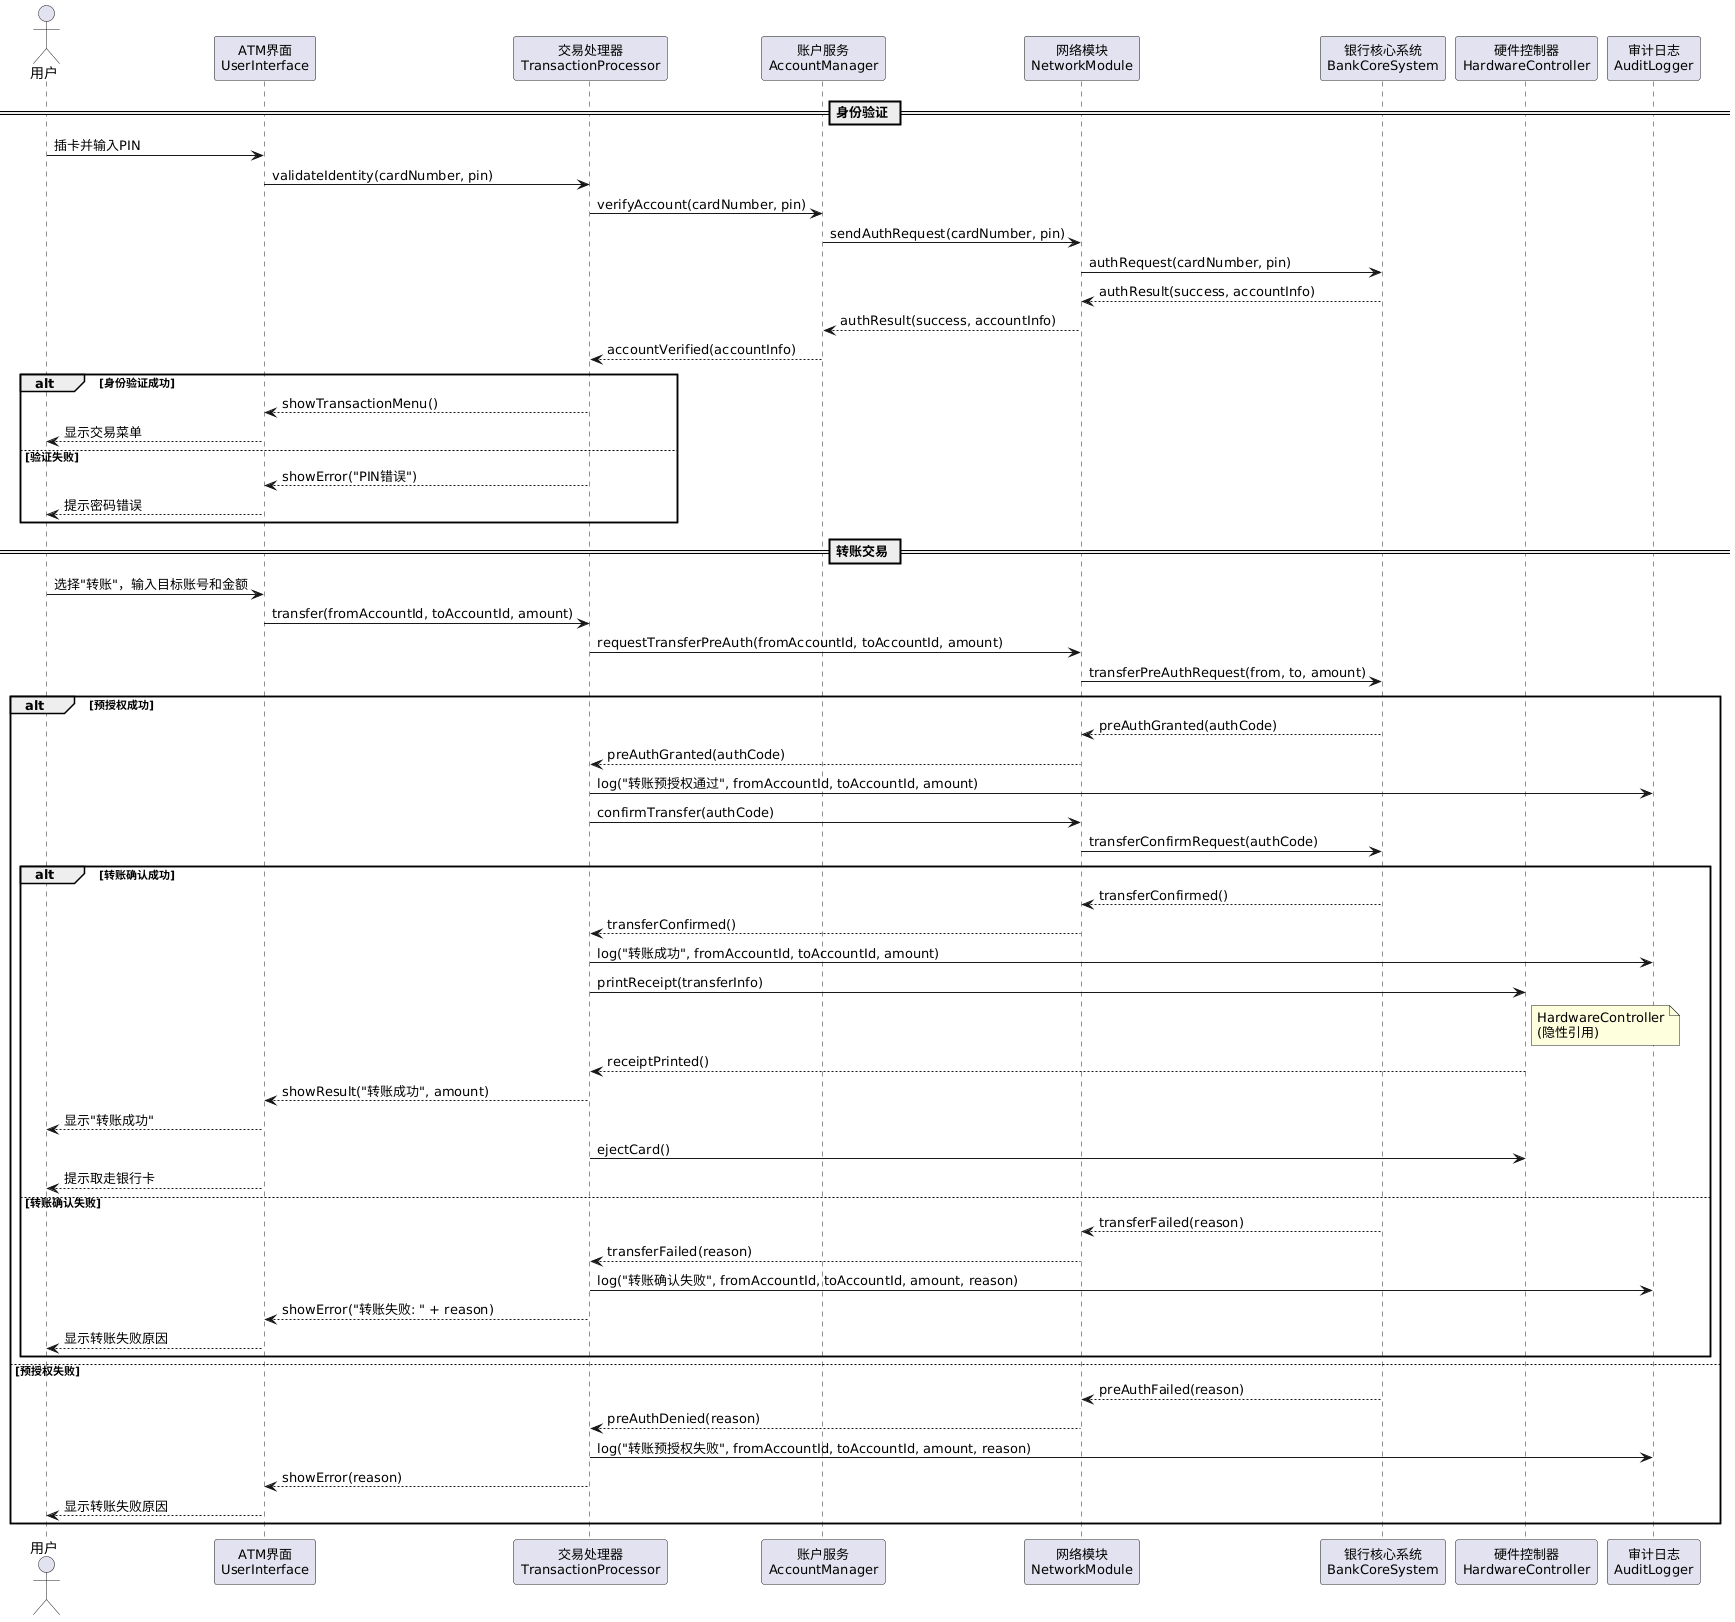 用户
ATM界面
UserInterface
交易处理器
TransactionProcessor
账户服务
AccountManager
网络模块
NetworkModule
银行核心系统
BankCoreSystem
硬件控制器
HardwareController
审计日志
AuditLogger
身份验证
插卡并输入PIN
validateIdentity(cardNumber, pin)
verifyAccount(cardNumber, pin)
sendAuthRequest(cardNumber, pin)
authRequest(cardNumber, pin)
authResult(success, accountInfo)
authResult(success, accountInfo)
accountVerified(accountInfo)
alt [身份验证成功]
showTransactionMenu()
显示交易菜单
[验证失败]
showError("PIN错误")
提示密码错误
转账交易
选择"转账"，输入目标账号和金额
transfer(fromAccountId, toAccountId, amount)
requestTransferPreAuth(fromAccountId, toAccountId, amount)
transferPreAuthRequest(from, to, amount)
alt [预授权成功]
preAuthGranted(authCode)
preAuthGranted(authCode)
log("转账预授权通过", fromAccountId, toAccountId, amount)
confirmTransfer(authCode)
transferConfirmRequest(authCode)
alt [转账确认成功]
transferConfirmed()
transferConfirmed()
log("转账成功", fromAccountId, toAccountId, amount)
printReceipt(transferInfo)
HardwareController
(隐性引用)
receiptPrinted()
showResult("转账成功", amount)
显示"转账成功"
ejectCard()
提示取走银行卡
[转账确认失败]
transferFailed(reason)
transferFailed(reason)
log("转账确认失败", fromAccountId, toAccountId, amount, reason)
showError("转账失败: " + reason)
显示转账失败原因
[预授权失败]
preAuthFailed(reason)
preAuthDenied(reason)
log("转账预授权失败", fromAccountId, toAccountId, amount, reason)
showError(reason)
显示转账失败原因
用户
ATM界面
UserInterface
交易处理器
TransactionProcessor
账户服务
AccountManager
网络模块
NetworkModule
银行核心系统
BankCoreSystem
硬件控制器
HardwareController
审计日志
AuditLogger